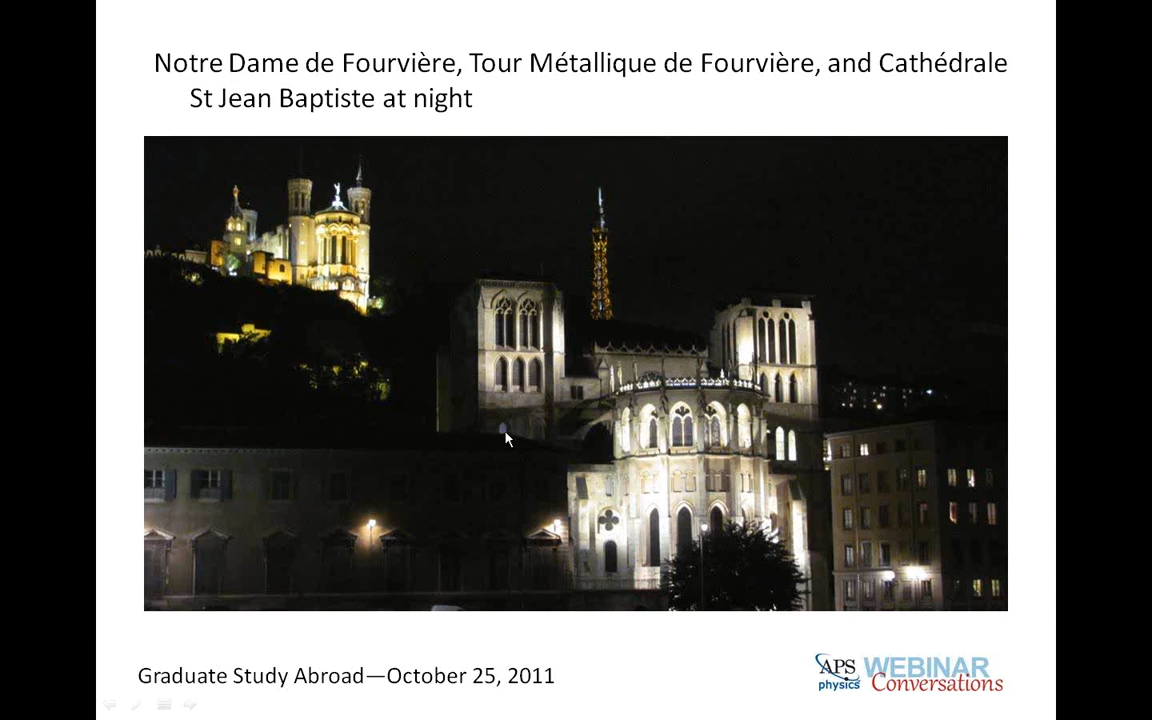 Notre Dame de Fourvière, Tour Métallique de Fourvière, and Cathédrale
St Jean Baptiste at night
Graduate Study Abroad—October 25, 2011
APS WEBINAR
physics Conversations